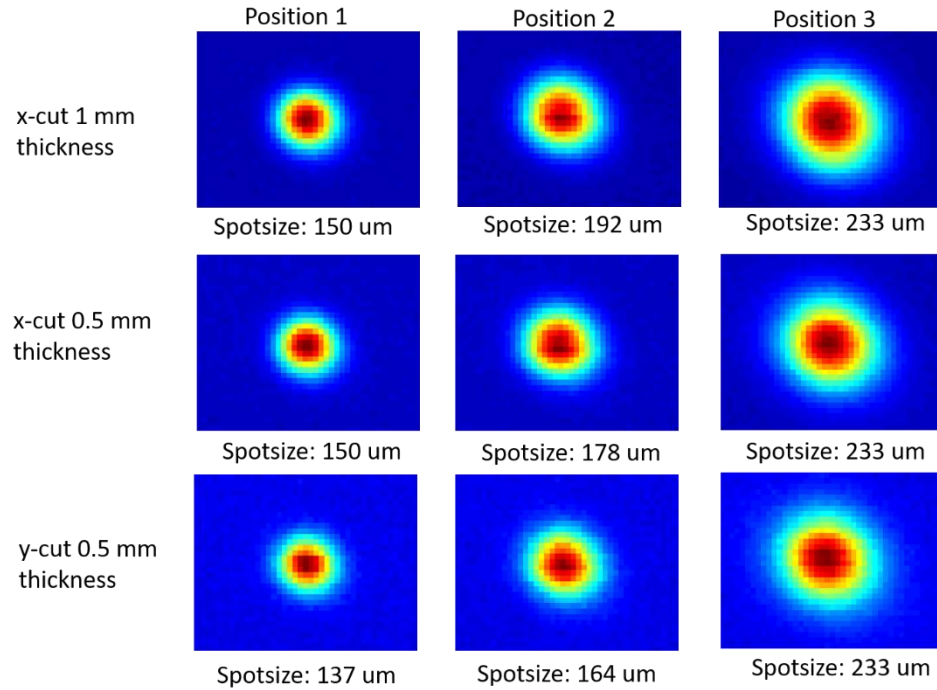 Position 1
Position 2
Position 3
x-cut 1 mm
thickness
Spotsize: 150 um
Spotsize: 192 um
Spotsize: 233 um
x-cut 0.5 mm
thickness
Spotsize: 150 um
Spotsize: 178 um
Spotsize: 233 um
y-cut 0.5 mm
thickness
Spotsize: 137 um
Spotsize: 164 um
Spotsize: 233 um